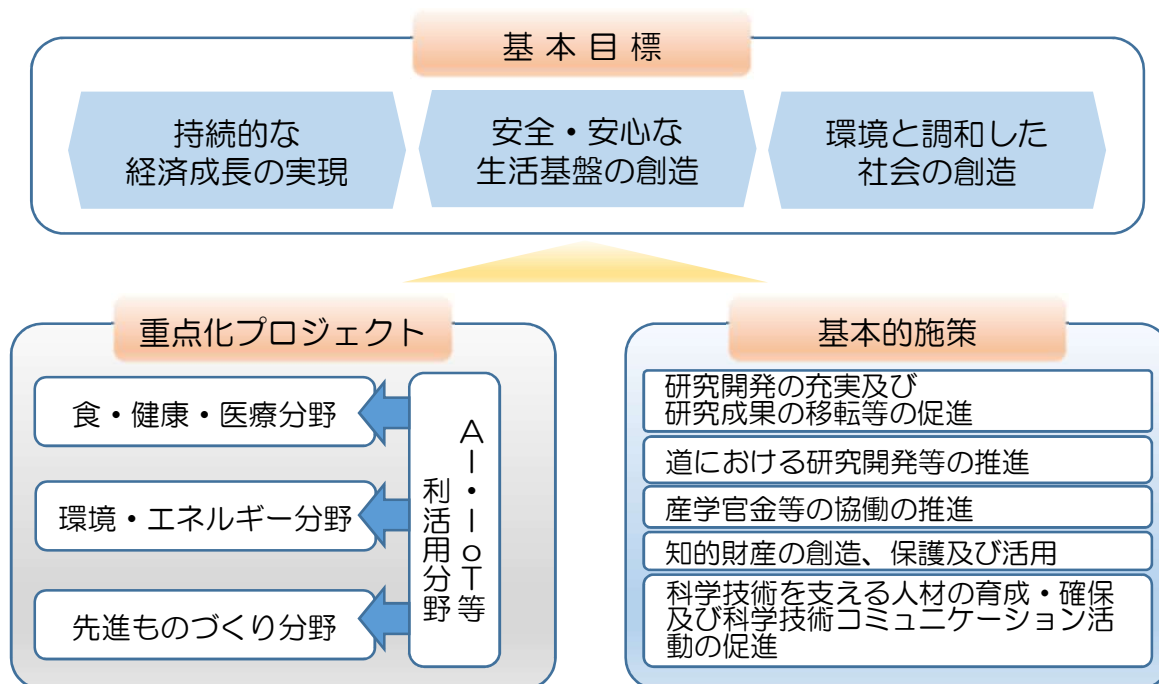 基本目標
持続的な
経済成長の実現
安全・安心な
生活基盤の創造
環境と調和した
社会の創造
重点化プロジェクト
食・健康・医療分野
環境・エネルギー分野
先進ものづくり分野
AI・IoT等
利活用分野
基本的施策
研究開発の充実及び
研究成果の移転等の促進
道における研究開発等の推進
産学官金等の協働の推進
知的財産の創造、保護及び活用
科学技術を支える人材の育成・確保
及び科学技術コミュニケーション活
動の促進